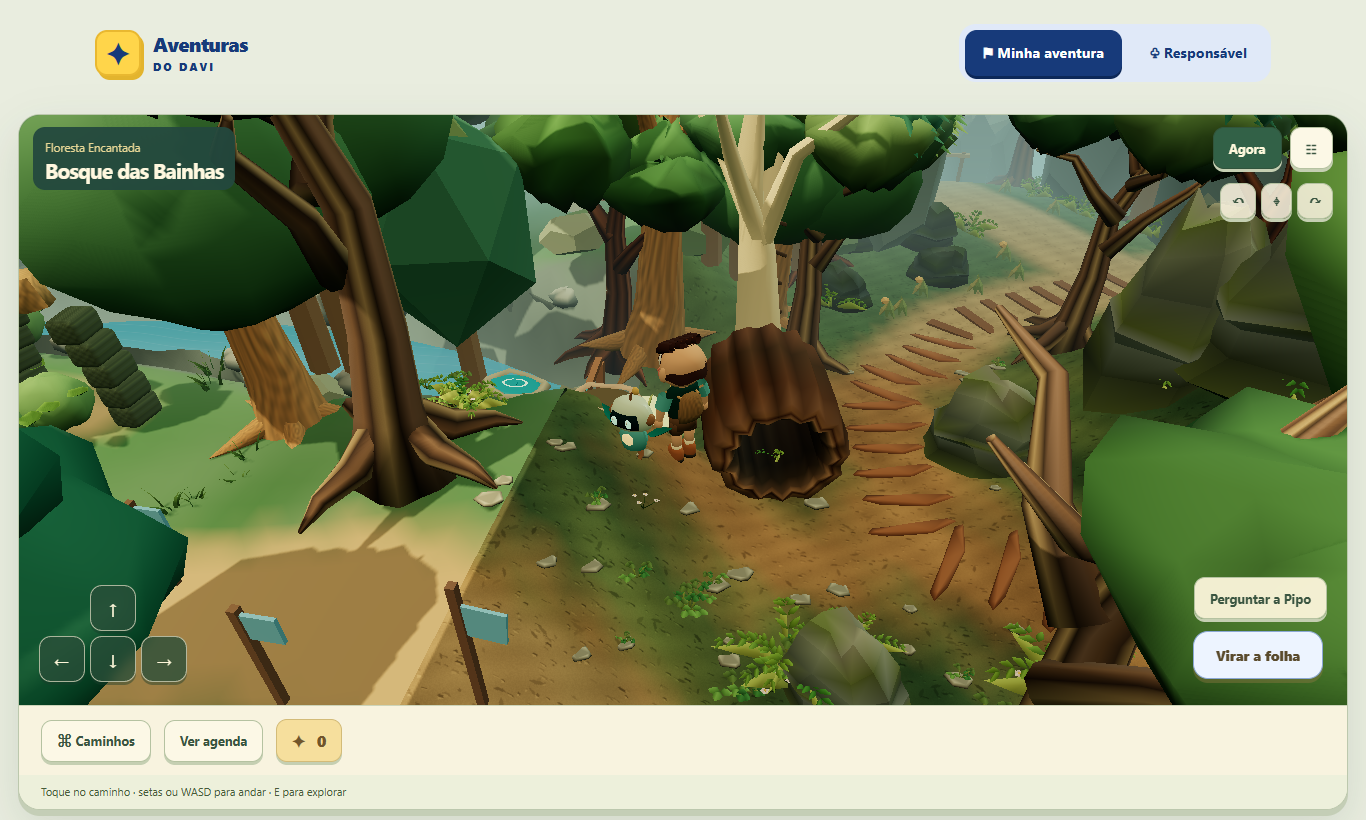 Aventuras
DO DAVI
Minha aventura
Responsável
Floresta Encantada
Bosque das Bainhas
Agora
Perguntar a Pipo
Virar a folha
⌘ Caminhos
Ver agenda
✦ 0
Toque no caminho · setas ou WASD para andar · E para explorar